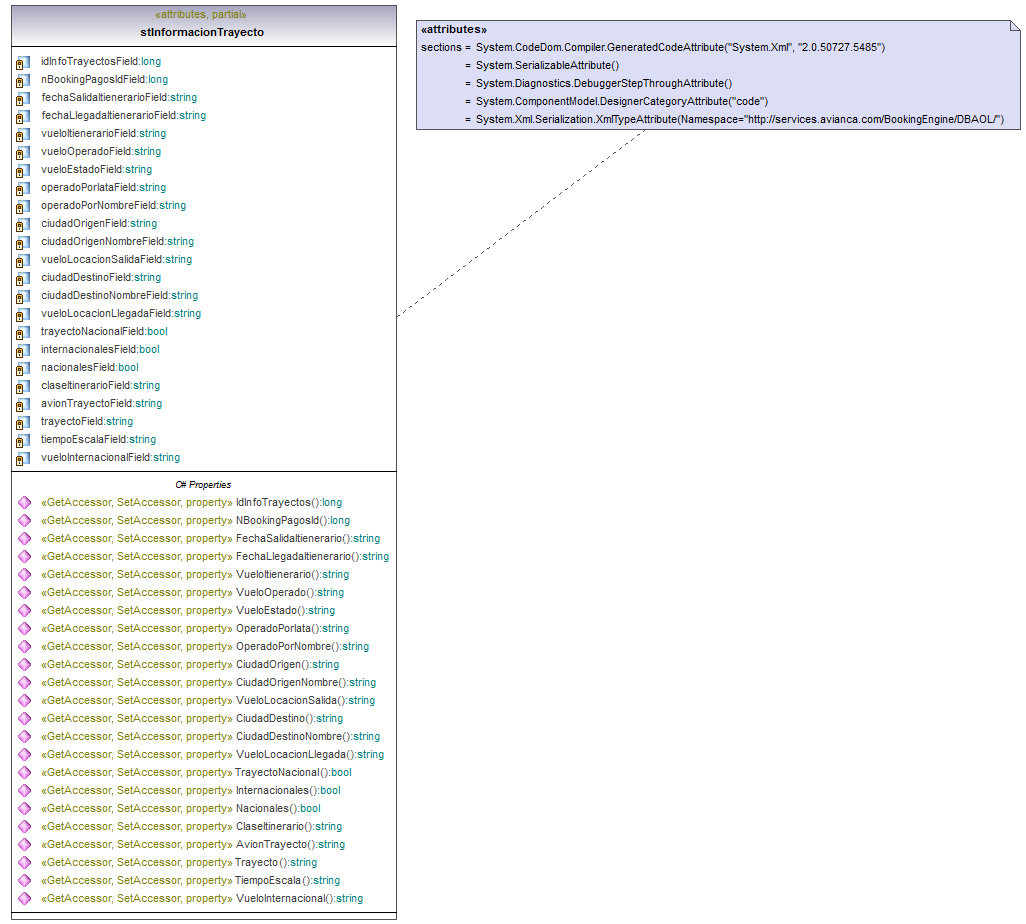 «attributes, partial»
stInformacionTrayecto
idInfoTrayectosField:long
nBookingPagosIdField:long
fechaSalidaItienerarioField:string
fechaLlegadaItienerarioField:string
vueloItienerarioField:string
vueloOperadoField:string
vueloEstadoField:string
operadoPorIataField:string
operadoPorNombreField:string
ciudadOrigenField:string
ciudadOrigenNombreField:string
vueloLocacionSalidaField:string
ciudadDestinoField:string
ciudadDestinoNombreField:string
vueloLocacionLlegadaField:string
trayectoNacionalField:bool
internacionalesField:bool
nacionalesField:bool
claseItinerarioField:string
avionTrayectoField:string
trayectoField:string
tiempoEscalaField:string
vueloInternacionalField:string
C# Properties
«GetAccessor, SetAccessor, property» IdInfoTrayectos():long
«GetAccessor, SetAccessor, property» NBookingPagosId():long
«GetAccessor, SetAccessor, property» FechaSalidaItienerario():string
«GetAccessor, SetAccessor, property» FechaLlegadaItienerario():string
«GetAccessor, SetAccessor, property» VueloItienerario():string
«GetAccessor, SetAccessor, property» VueloOperado():string
«GetAccessor, SetAccessor, property» VueloEstado():string
«GetAccessor, SetAccessor, property» OperadoPorIata():string
«GetAccessor, SetAccessor, property» OperadoPorNombre():string
«GetAccessor, SetAccessor, property» CiudadOrigen():string
«GetAccessor, SetAccessor, property» CiudadOrigenNombre():string
«GetAccessor, SetAccessor, property» VueloLocacionSalida():string
«GetAccessor, SetAccessor, property» CiudadDestino():string
«GetAccessor, SetAccessor, property» CiudadDestinoNombre():string
«GetAccessor, SetAccessor, property» VueloLocacionLlegada():string
«GetAccessor, SetAccessor, property» TrayectoNacional():bool
«GetAccessor, SetAccessor, property» Internacionales():bool
«GetAccessor, SetAccessor, property» Nacionales():bool
«GetAccessor, SetAccessor, property» ClaseItinerario():string
«GetAccessor, SetAccessor, property» AvionTrayecto():string
«GetAccessor, SetAccessor, property» Trayecto():string
«GetAccessor, SetAccessor, property» TiempoEscala():string
«GetAccessor, SetAccessor, property» VueloInternacional():string
«attributes»
sections = System.CodeDom.Compiler.GeneratedCodeAttribute("System.Xml", "2.0.50727.5485")
= System.SerializableAttribute()
= System.Diagnostics.DebuggerStepThroughAttribute()
= System.ComponentModel.DesignerCategoryAttribute("code")
= System.Xml.Serialization.XmlTypeAttribute(Namespace="http://services.avianca.com/BookingEngine/DBAOL/")